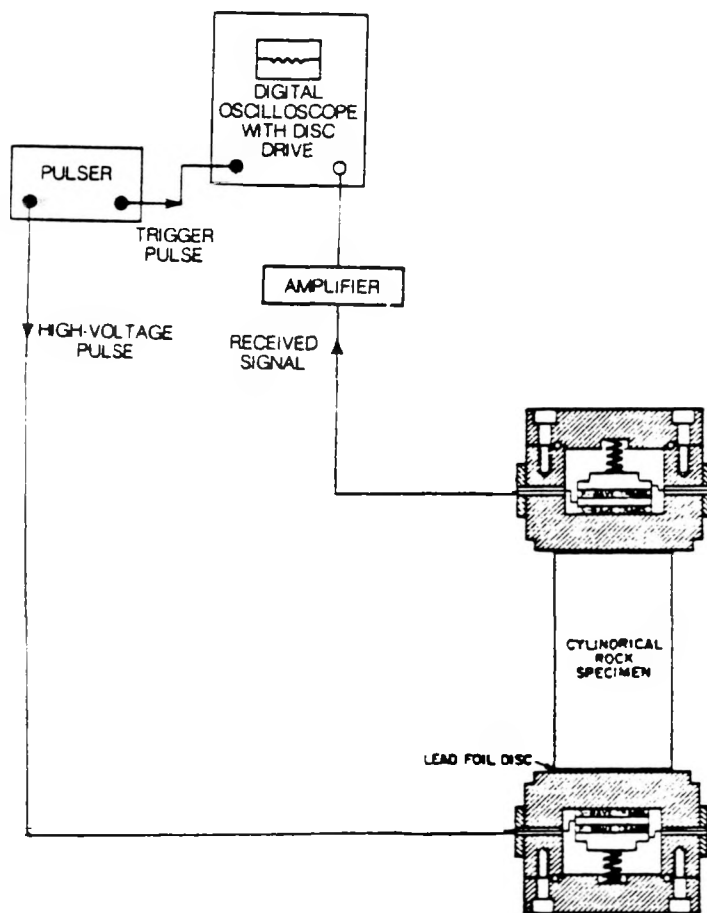 DIGITAL
OSCILLOSCOPE
WITH DISC
DRIVE
PULSER
TRIGGER
PULSE
AMPLIFIER
HIGH-VOLTAGE
PULSE
RECEIVED
SIGNAL
CYLINDRICAL
ROCK
SPECIMEN
LEAD FOIL DISC